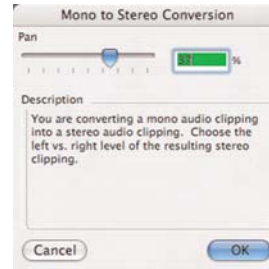 Mono to Stereo Conversion
Pan
%
Description
You are converting a mono audio clipping
into a stereo audio clipping. Choose the
left vs. right level of the resulting stereo
clipping.
Cancel
OK